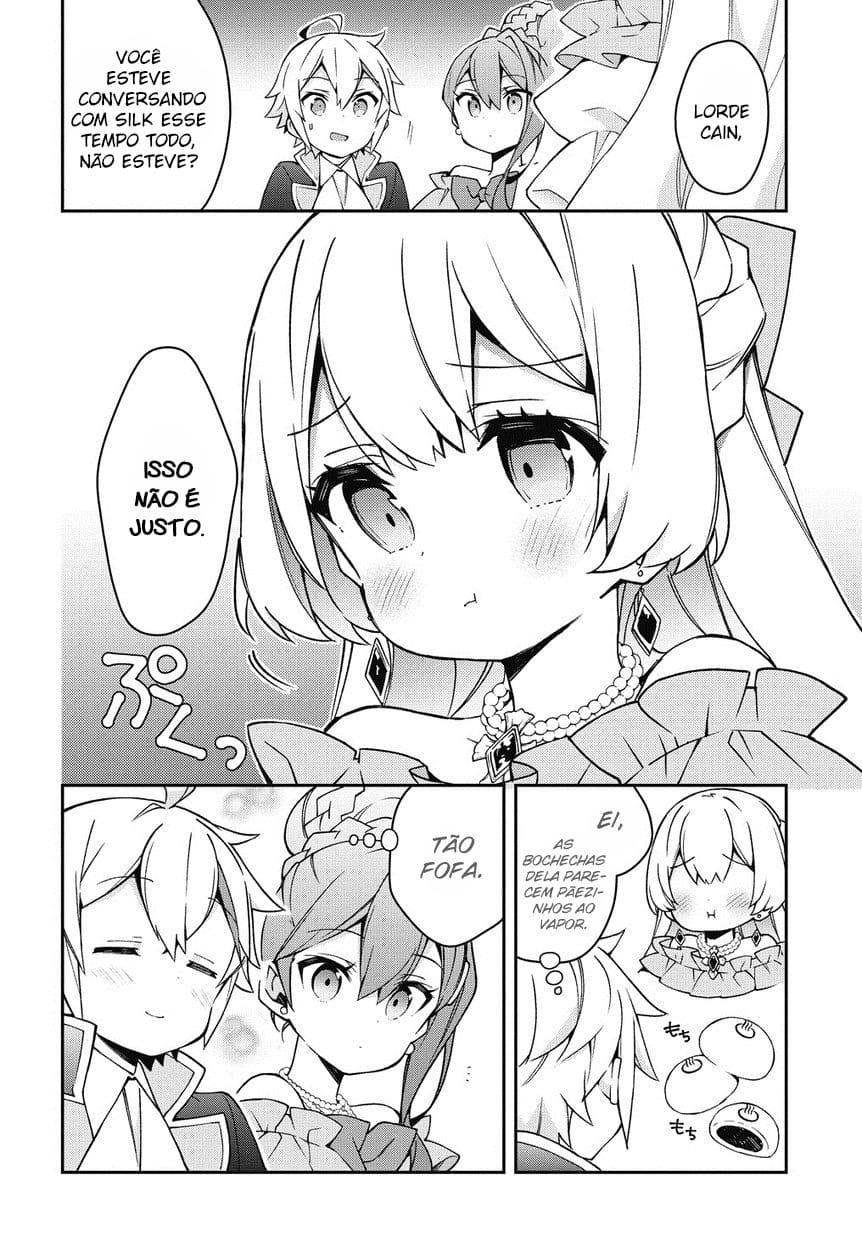 LORDE
CAIN,
VOCÊ
ESTEVE
CONVERSANDO
COM SILK ESSE
TEMPO TODO,
NÃO ESTEVE?
ISSO
NÃO É
JUSTO.
ぷくっ
EI,
AS
BOCHECHAS
DELA PARE-
CEM PÃEZI-
NHOS AO
VAPOR.
もち
もち
TÃO
FOFA.